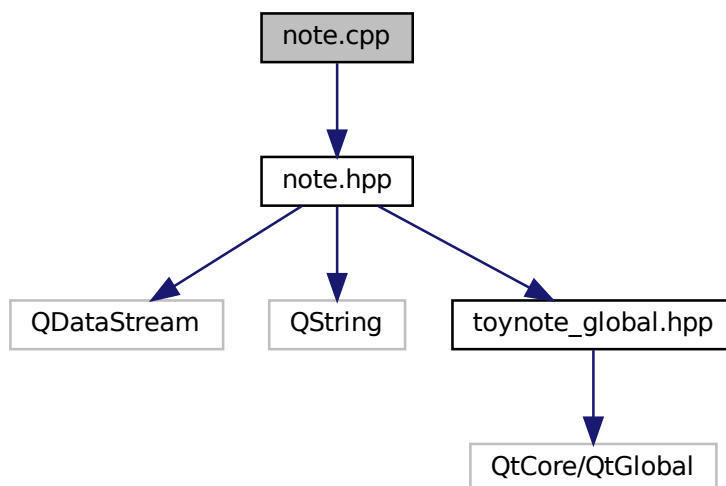 note.cpp
note.hpp
QDataStream
QString
toynote_global.hpp
QtCore/QtGlobal